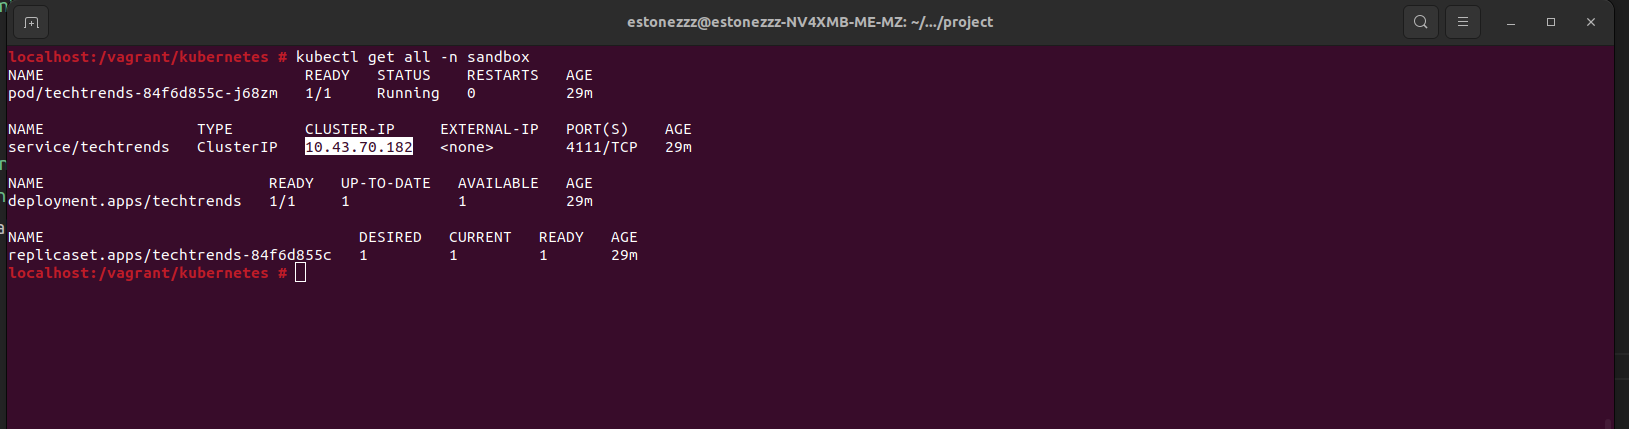 estonezzz@estonezzz-NV4XMB-ME-MZ: ~/.../project
localhost:/vagrant/kubernetes # kubectl get all -n sandbox
NAME READY STATUS RESTARTS AGE
pod/techtrends-84f6d855c-j68zm 1/1 Running 0 29m
NAME TYPE CLUSTER-IP EXTERNAL-IP PORT(S) AGE
service/techtrends ClusterIP 10.43.70.182 <none> 4111/TCP 29m
NAME READY UP-TO-DATE AVAILABLE AGE
deployment.apps/techtrends 1/1 1 1 29m
NAME DESIRED CURRENT READY AGE
replicaset.apps/techtrends-84f6d855c 1 1 1 29m
localhost:/vagrant/kubernetes #